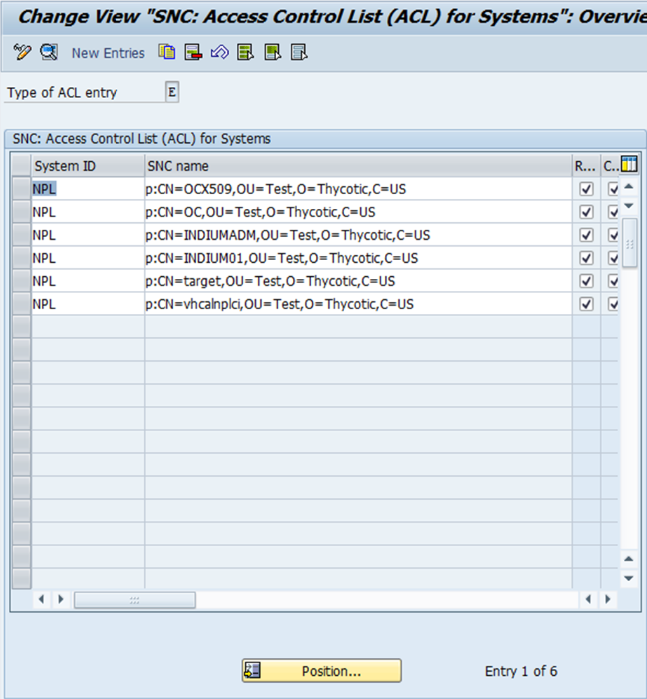 Change View "SNC: Access Control List (ACL) for Systems": Overvie
New Entries
Type of ACL entry E
SNC: Access Control List (ACL) for Systems
System ID SNC name R... C..
NPL p:CN=OCX509,OU=Test,O=Thycotic,C=US
NPL p:CN=OC,OU=Test,O=Thycotic,C=US
NPL p:CN=INDIUMADM,OU=Test,O=Thycotic,C=US
NPL p:CN=INDIUM01,OU=Test,O=Thycotic,C=US
NPL p:CN=target,OU=Test,O=Thycotic,C=US
NPL p:CN=vhcalnplci,OU=Test,O=Thycotic,C=US
Position... Entry 1 of 6